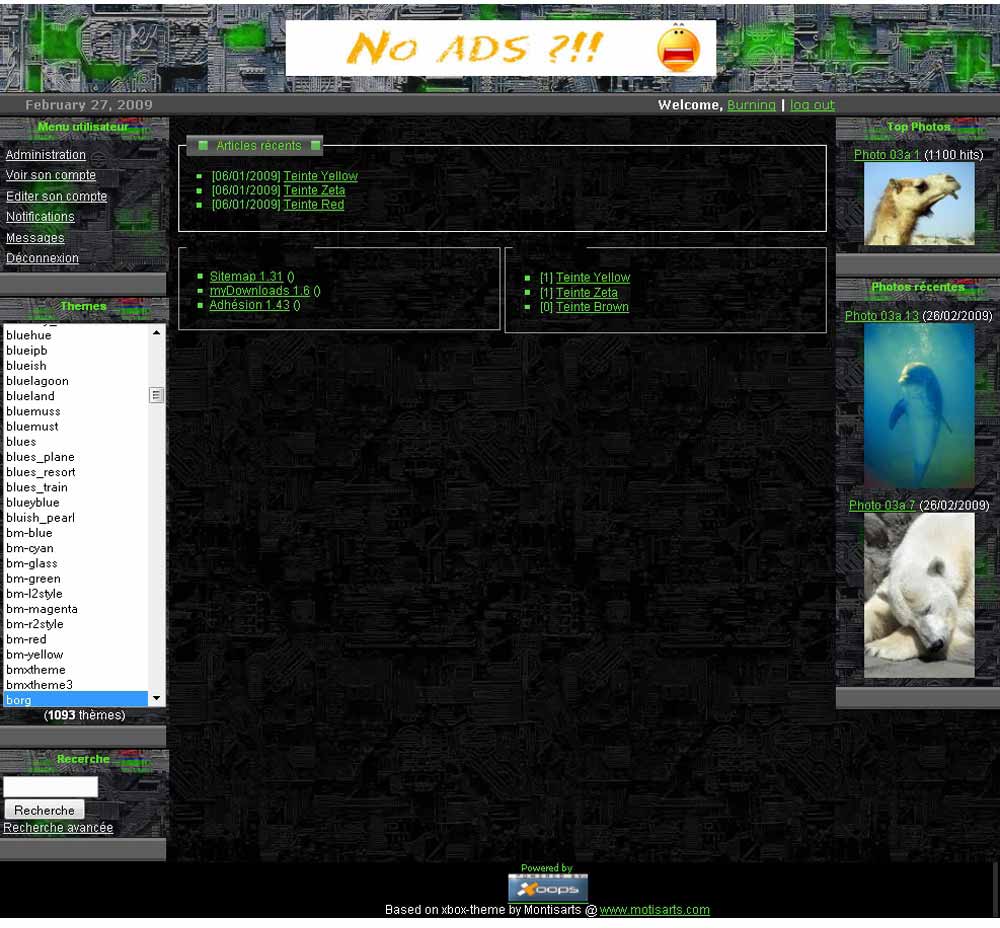 No ADS ?!!
February 27, 2009
Welcome, Burning | log out
Menu utilisateur
Administration
Voir son compte
Editer son compte
Notifications
Messages
Déconnexion
Themes
bluehue
blueipb
blueish
bluelagoon
blueland
bluemuss
bluemust
blues
blues_plane
blues_resort
blues_train
blueyblue
bluish_pearl
bm-blue
bm-cyan
bm-glass
bm-green
bm-l2style
bm-magenta
bm-r2style
bm-red
bm-yellow
bmxtheme
bmxtheme3
borg
(1093 thèmes)
Recerche
Recherche
Recherche avancée
Articles récents
[06/01/2009] Teinte Yellow
[06/01/2009] Teinte Zeta
[06/01/2009] Teinte Red
Sitemap 1.31 ()
myDownloads 1.6 ()
Adhésion 1.43 ()
[1] Teinte Yellow
[1] Teinte Zeta
[0] Teinte Brown
Top Photos
Photo 03a 1 (1100 hits)
Photos récentes
Photo 03a 13 (26/02/2009)
Photo 03a 7 (26/02/2009)
Powered by
POWERED BY
Xoops
Based on xbox-theme by Montisarts @ www.motisarts.com